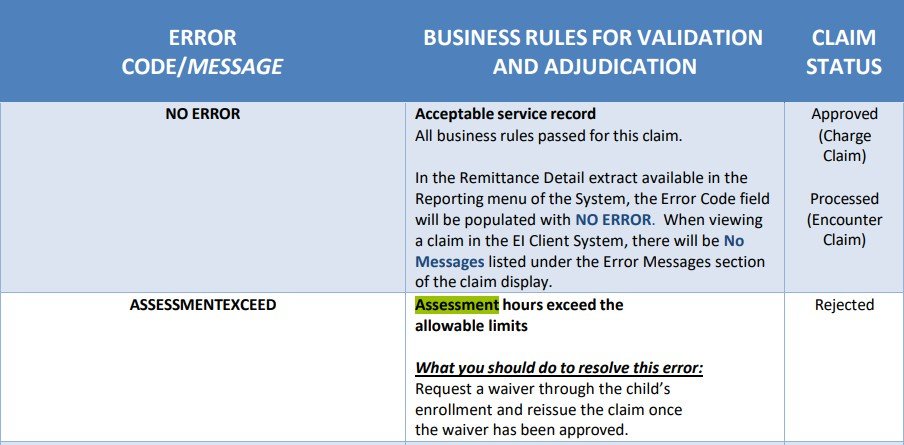 ERROR
CODE/MESSAGE
BUSINESS RULES FOR VALIDATION
AND ADJUDICATION
CLAIM
STATUS
NO ERROR
Acceptable service record
All business rules passed for this claim.
In the Remittance Detail extract available in the
Reporting menu of the System, the Error Code field
will be populated with NO ERROR. When viewing
a claim in the EI Client System, there will be No
Messages listed under the Error Messages section
of the claim display.
Approved
(Charge
Claim)
Processed
(Encounter
Claim)
ASSESSMENTEXCEED
Assessment hours exceed the
allowable limits
What you should do to resolve this error:
Request a waiver through the child’s
enrollment and reissue the claim once
the waiver has been approved.
Rejected